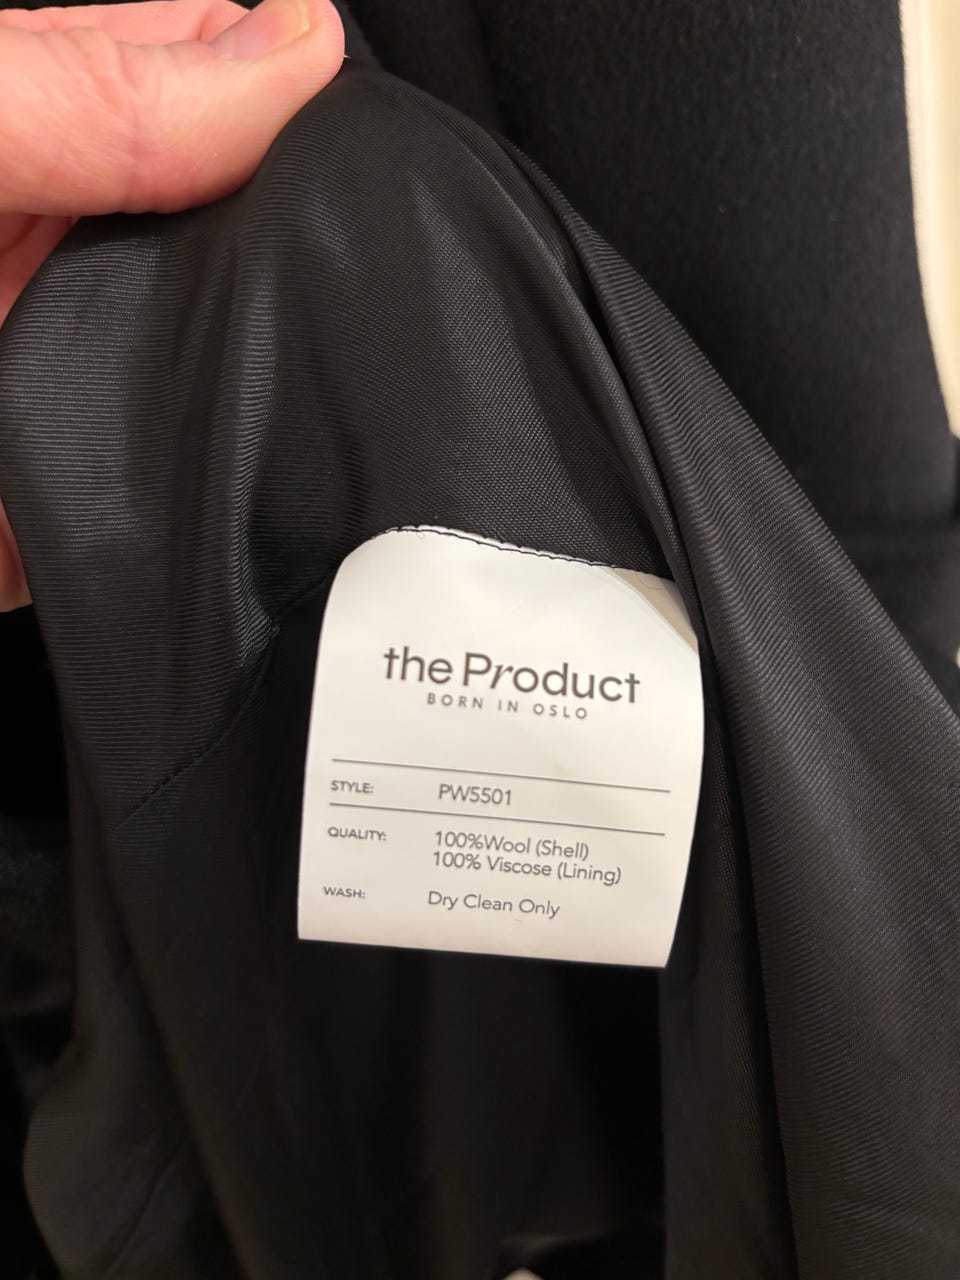 the Product
BORN IN OSLO
STYLE: PW5501
QUALITY: 100%Wool (Shell)
100% Viscose (Lining)
WASH: Dry Clean Only